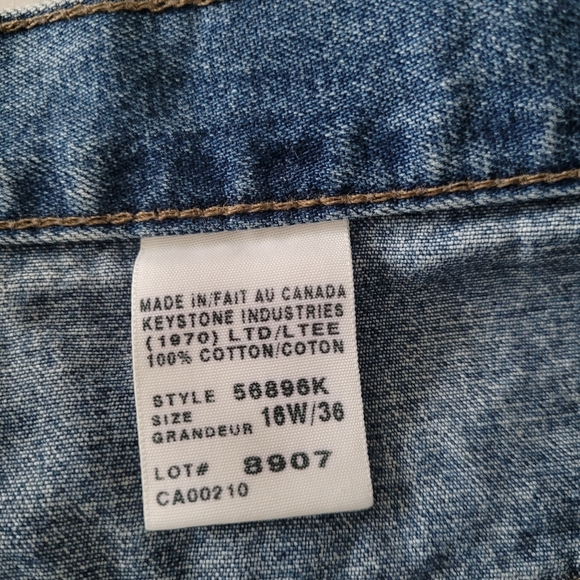 MADE IN/FAIT AU CANADA
KEYSTONE INDUSTRIES
(1970) LTD/LTEE
100% COTTON/COTON
STYLE 56896K
SIZE
GRANDEUR 16W/36
LOT# 8907
CA00210